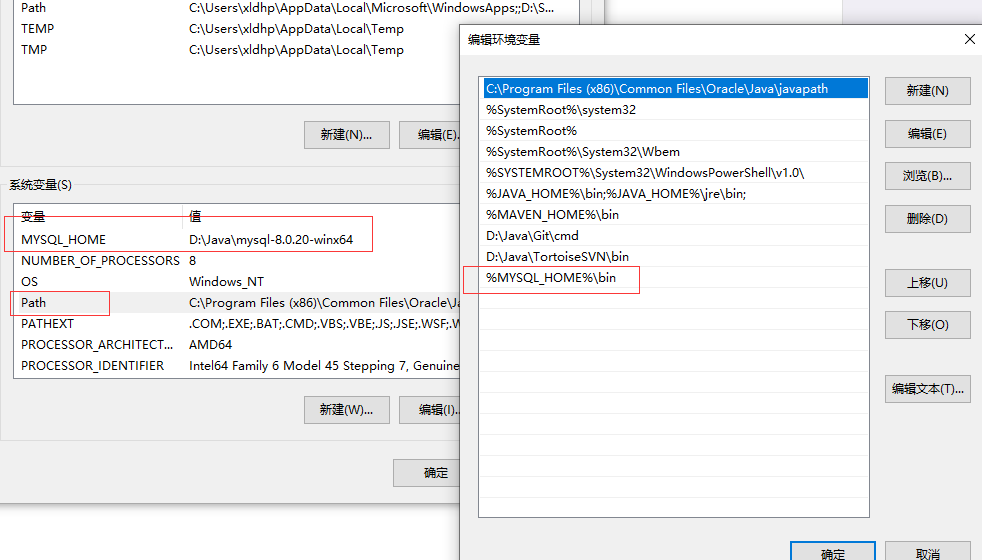 Path C:\Users\xldhp\AppData\Local\Microsoft\WindowsApps;;D:\S...
TEMP C:\Users\xldhp\AppData\Local\Temp
TMP C:\Users\xldhp\AppData\Local\Temp
新建(N)...
编辑(E).
系统变量(S)
变量 值
MYSQL_HOME D:\Java\mysql-8.0.20-winx64
NUMBER_OF_PROCESSORS 8
OS Windows_NT
Path C:\Program Files (x86)\Common Files\Oracle\Ja
PATHEXT .COM;.EXE;.BAT;.CMD;.VBS;.VBE;.JS;.JSE;.WSF;.W
PROCESSOR_ARCHITECT... AMD64
PROCESSOR_IDENTIFIER Intel64 Family 6 Model 45 Stepping 7, Genuine
新建(W)...
编辑(I)..
确定
编辑环境变量
C:\Program Files (x86)\Common Files\Oracle\Java\javapath
%SystemRoot%\system32
%SystemRoot%
%SystemRoot%\System32\Wbem
%SYSTEMROOT%\System32\WindowsPowerShell\v1.0\
%JAVA_HOME%\bin;%JAVA_HOME%\jre\bin;
%MAVEN_HOME%\bin
D:\Java\Git\cmd
D:\Java\TortoiseSVN\bin
%MYSQL_HOME%\bin
新建(N)
编辑(E)
浏览(B)...
删除(D)
上移(U)
下移(O)
编辑文本(T)...
确定
取消